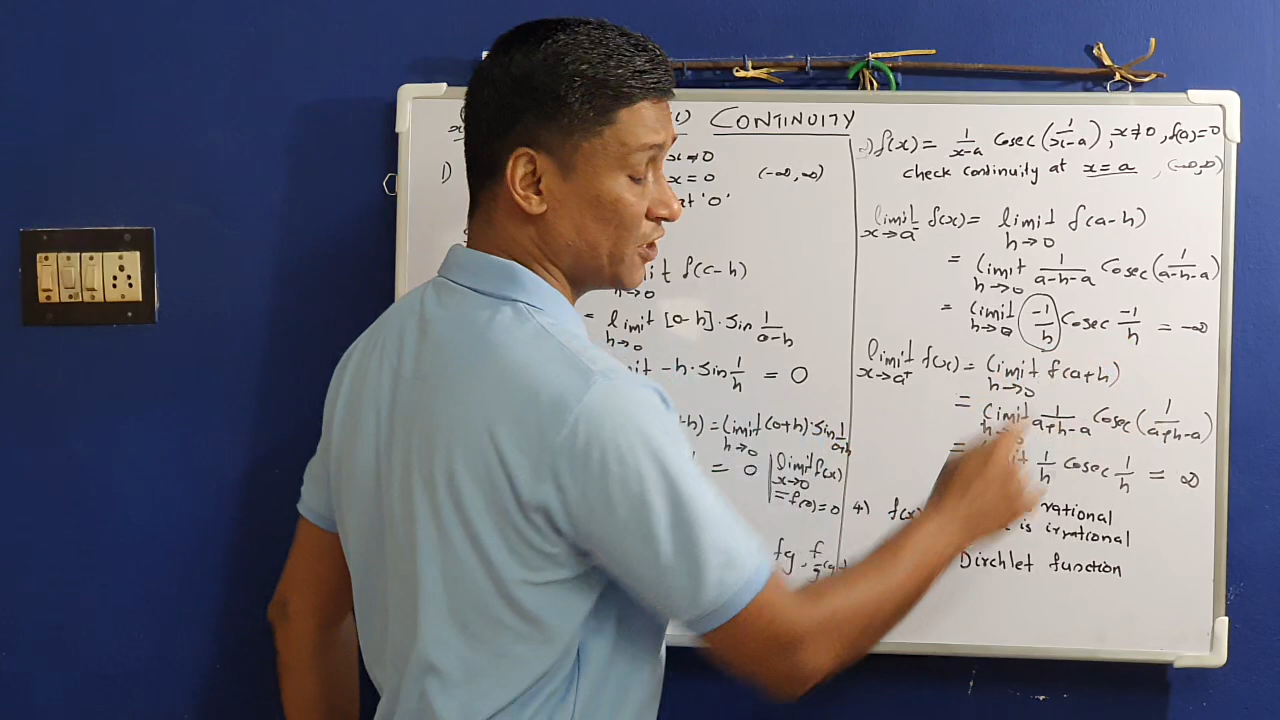 CONTINUITY
1) x≠0
x=0 (-∞,∞)
at '0'
limit f(c-h)
h→0
= limit [0-h]·Sin 1/(0-h)
h→0
-h·Sin 1/h = 0
= limit (0+h)·Sin 1/(0+h)
h→0
= 0 | limit f(x)
x→0
= f(0) = 0
fg, f/g
f(x) = 1/(x-a) Cosec(1/(x-a)), x≠0, f(a)=0
check continuity at x = a, (-∞,∞)
limit f(x) = limit f(a-h)
x→a⁻ h→0
= limit 1/(a-h-a) Cosec(1/(a-h-a))
h→0
= limit -1/h Cosec -1/h = -∞
h→0
limit f(x) = limit f(a+h)
x→a⁺ h→0
= limit 1/(a+h-a) Cosec(1/(a+h-a))
= 1/h Cosec 1/h = ∞
4) f(x) rational
is irrational
Dirchlet function